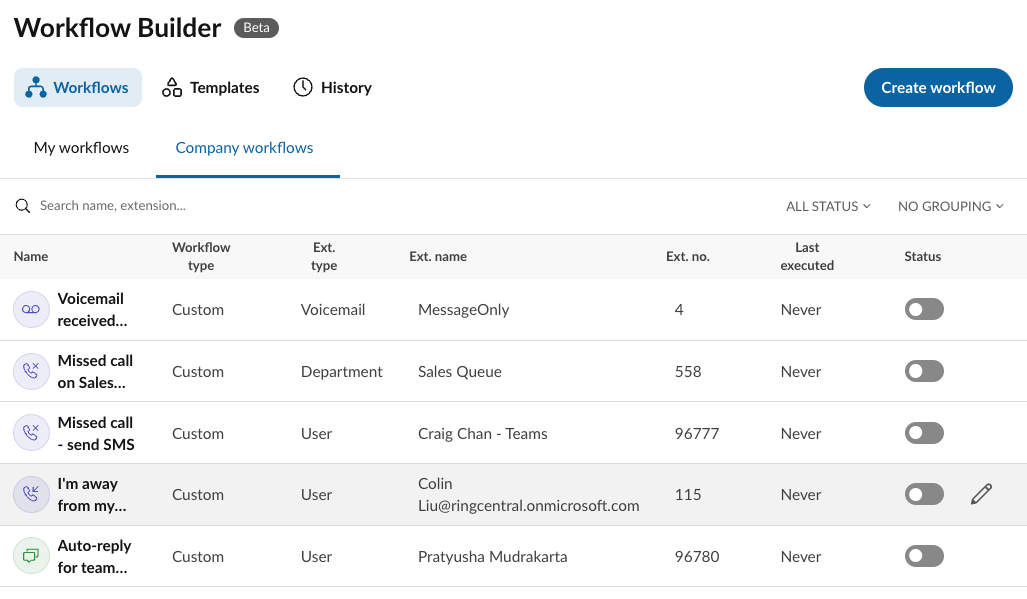 Workflow Builder Beta
Workflows Templates History Create workflow
My workflows Company workflows
Search name, extension... ALL STATUS NO GROUPING
Name Workflow type Ext. type Ext. name Ext. no. Last executed Status
Voicemail received... Custom Voicemail MessageOnly 4 Never
Missed call on Sales... Custom Department Sales Queue 558 Never
Missed call - send SMS Custom User Craig Chan - Teams 96777 Never
I'm away from my... Custom User Colin Liu@ringcentral.onmicrosoft.com 115 Never
Auto-reply for team... Custom User Pratyusha Mudrakarta 96780 Never